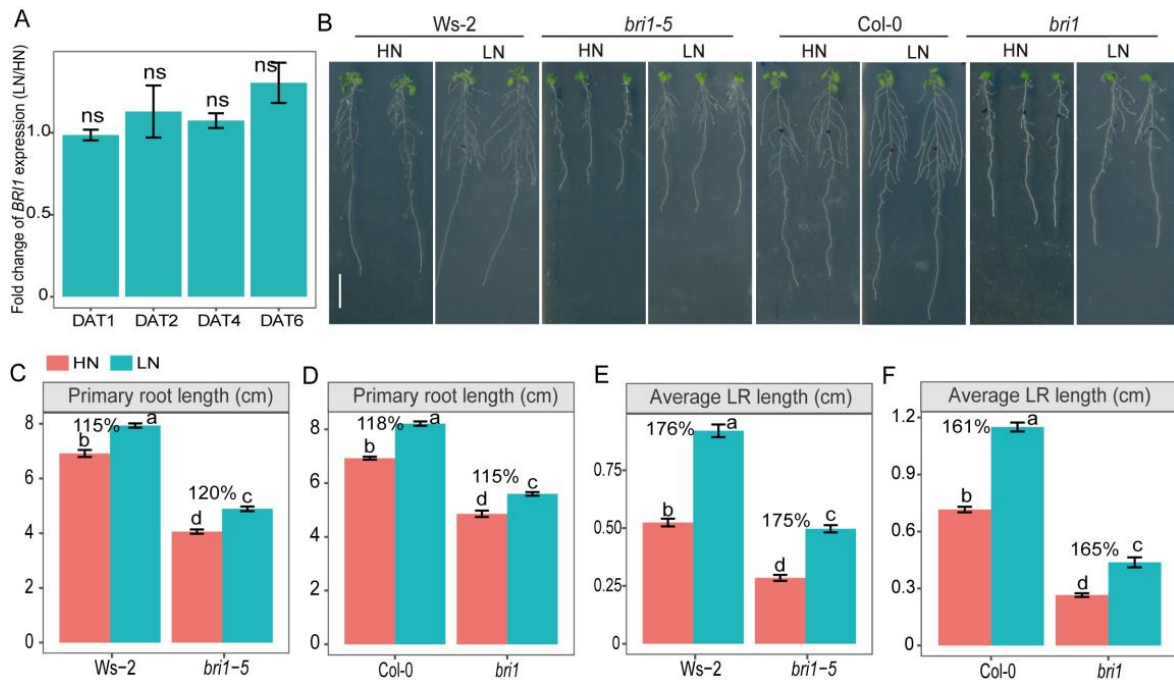 A
Fold change of BRI1 expression (LN/HN)
1.0
0.5
0
ns
ns
ns
ns
DAT1 DAT2 DAT4 DAT6
B
Ws-2 bri1-5 Col-0 bri1
HN LN HN LN HN LN HN LN
HN LN
C
Primary root length (cm)
8
6
4
2
0
115%
b
a
120%
d
c
Ws−2 bri1−5
D
Primary root length (cm)
8
6
4
2
0
118%
b
a
115%
d
c
Col-0 bri1
E
Average LR length (cm)
0.75
0.50
0.25
0
176%
b
a
175%
d
c
Ws−2 bri1−5
F
Average LR length (cm)
1.2
0.9
0.6
0.3
0
161%
b
a
165%
d
c
Col-0 bri1